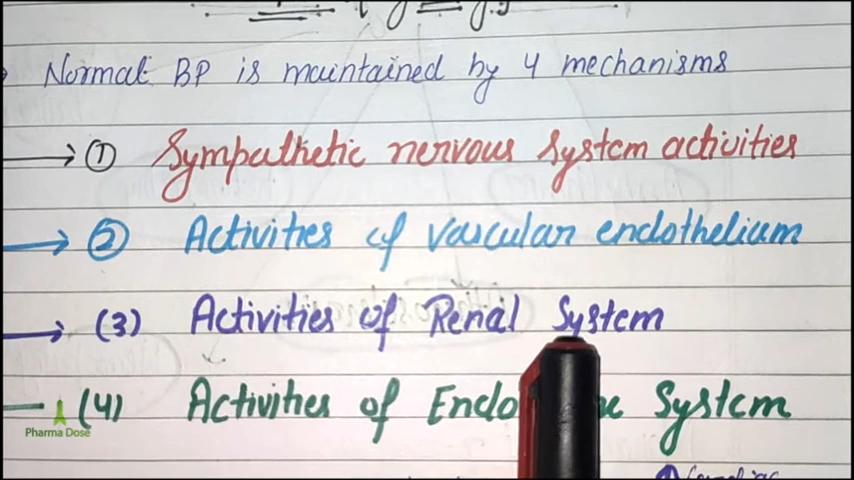 Normal BP is maintained by 4 mechanisms
① Sympathetic nervous system activities
② Activities of vascular endothelium
(3) Activities of Renal System
(4) Activities of System
Pharma Dose